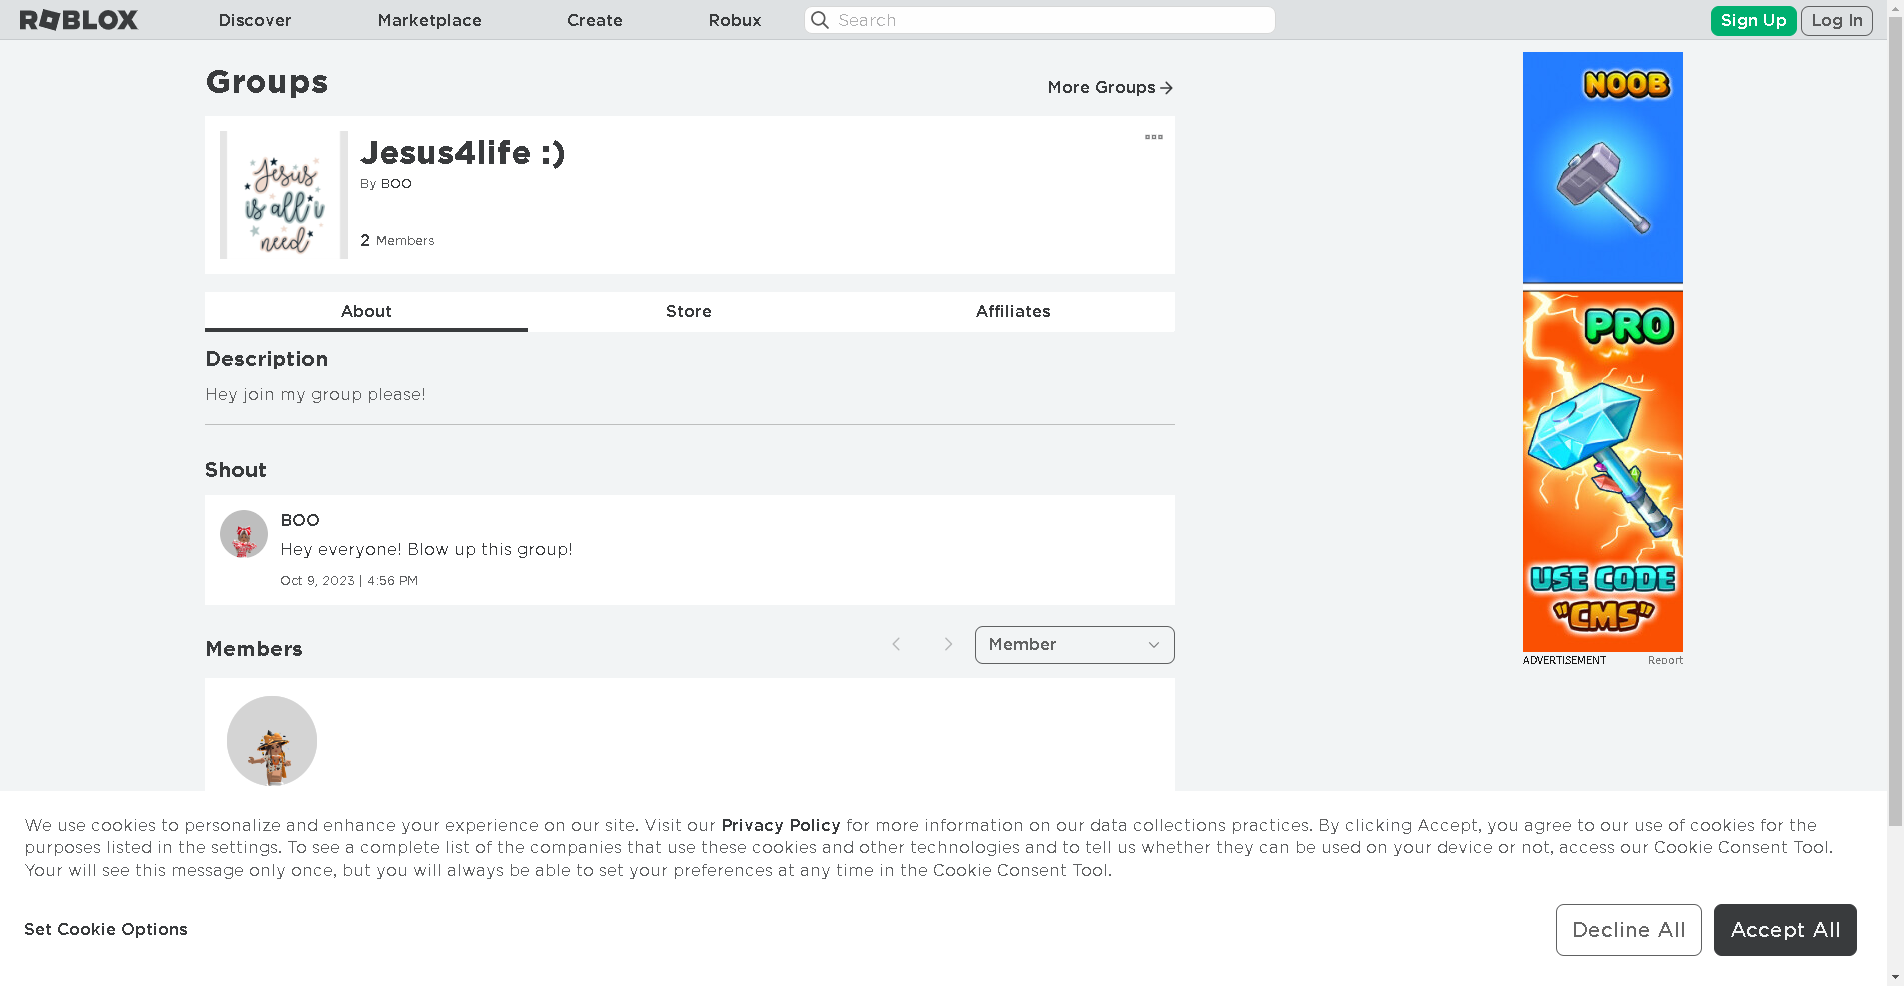 ROBLOX
Discover
Marketplace
Create
Robux
Search
Sign Up
Log In
Groups
More Groups
Jesus
is all i
need
Jesus4life :)
By BOO
2 Members
About
Store
Affiliates
Description
Hey join my group please!
Shout
BOO
Hey everyone! Blow up this group!
Oct 9, 2023 | 4:56 PM
Members
Member
NOOB
PRO
USE CODE
"CMS"
ADVERTISEMENT
Report
We use cookies to personalize and enhance your experience on our site. Visit our Privacy Policy for more information on our data collections practices. By clicking Accept, you agree to our use of cookies for the
purposes listed in the settings. To see a complete list of the companies that use these cookies and other technologies and to tell us whether they can be used on your device or not, access our Cookie Consent Tool.
Your will see this message only once, but you will always be able to set your preferences at any time in the Cookie Consent Tool.
Set Cookie Options
Decline All
Accept All